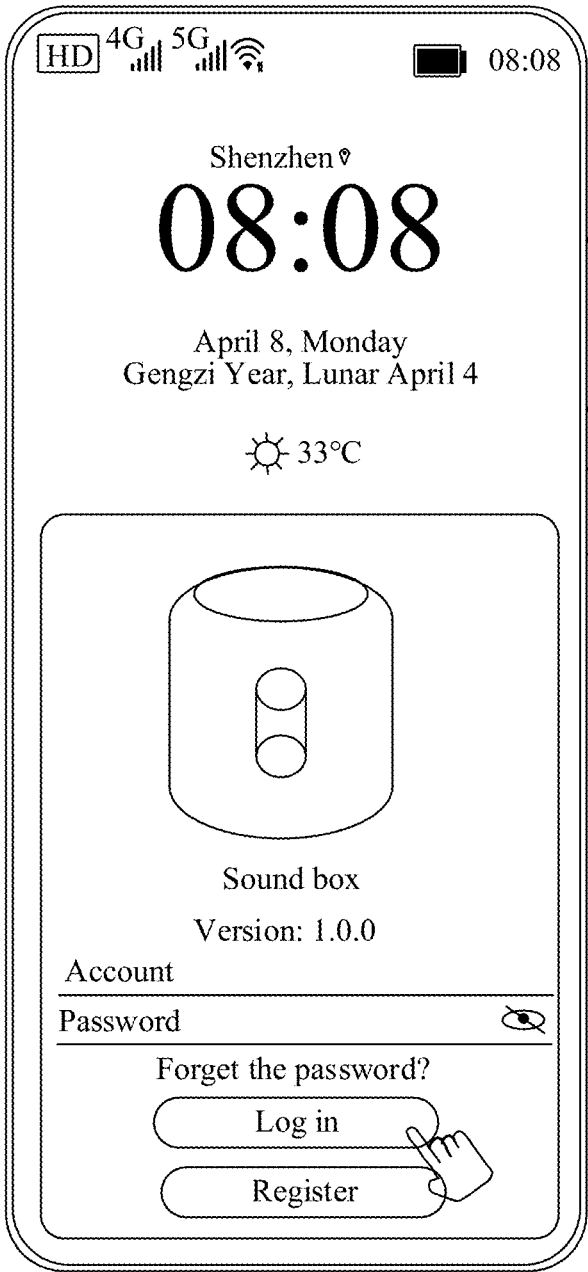 HD 4G 5G 08:08
Shenzhen
08:08
April 8, Monday
Gengzi Year, Lunar April 4
33°C
Sound box
Version: 1.0.0
Account
Password
Forget the password?
Log in
Register